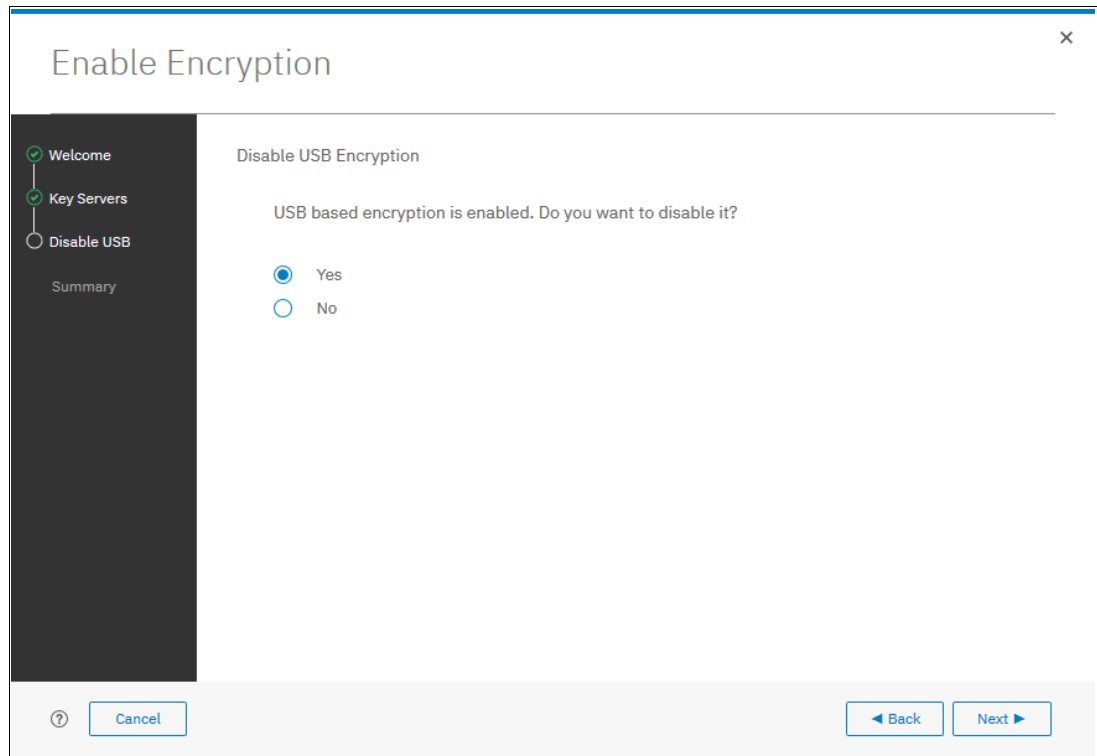 Enable Encryption
Welcome
Key Servers
Disable USB
Summary
Disable USB Encryption
USB based encryption is enabled. Do you want to disable it?
Yes
No
?
Cancel
◄ Back
Next ►